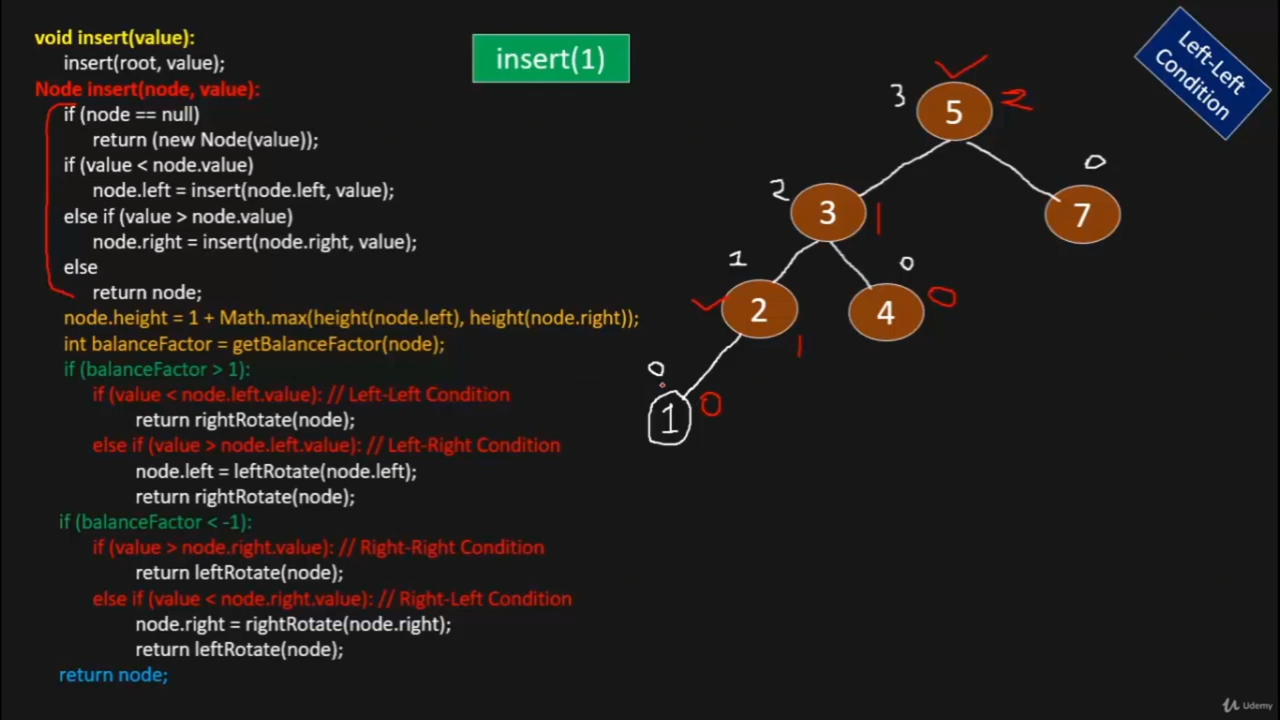 void insert(value):
insert(root, value);
Node insert(node, value):
if (node == null)
return (new Node(value));
if (value < node.value)
node.left = insert(node.left, value);
else if (value > node.value)
node.right = insert(node.right, value);
else
return node;
node.height = 1 + Math.max(height(node.left), height(node.right));
int balanceFactor = getBalanceFactor(node);
if (balanceFactor > 1):
if (value < node.left.value): // Left-Left Condition
return rightRotate(node);
else if (value > node.left.value): // Left-Right Condition
node.left = leftRotate(node.left);
return rightRotate(node);
if (balanceFactor < -1):
if (value > node.right.value): // Right-Right Condition
return leftRotate(node);
else if (value < node.right.value): // Right-Left Condition
node.right = rightRotate(node.right);
return leftRotate(node);
return node;
insert(1)
Left-Left
Condition
3 5 2
0
2 3 1 7
1 0
2 4 0
1
0
1 0
Udemy